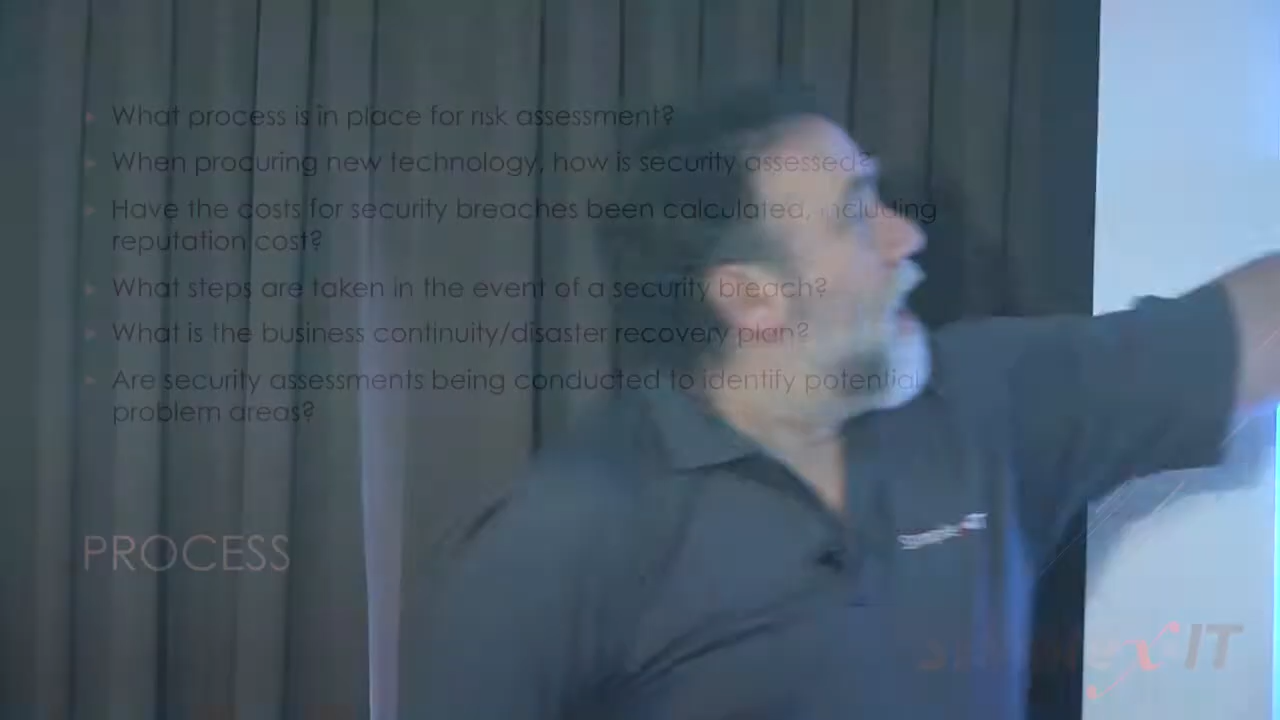 What process is in place for risk assessment?
When procuring new technology, how is security assessed?
Have the costs for security breaches been calculated, including
reputation cost?
What steps are taken in the event of a security breach?
What is the business continuity/disaster recovery plan?
Are security assessments being conducted to identify potential
problem areas?
PROCESS
simplex IT